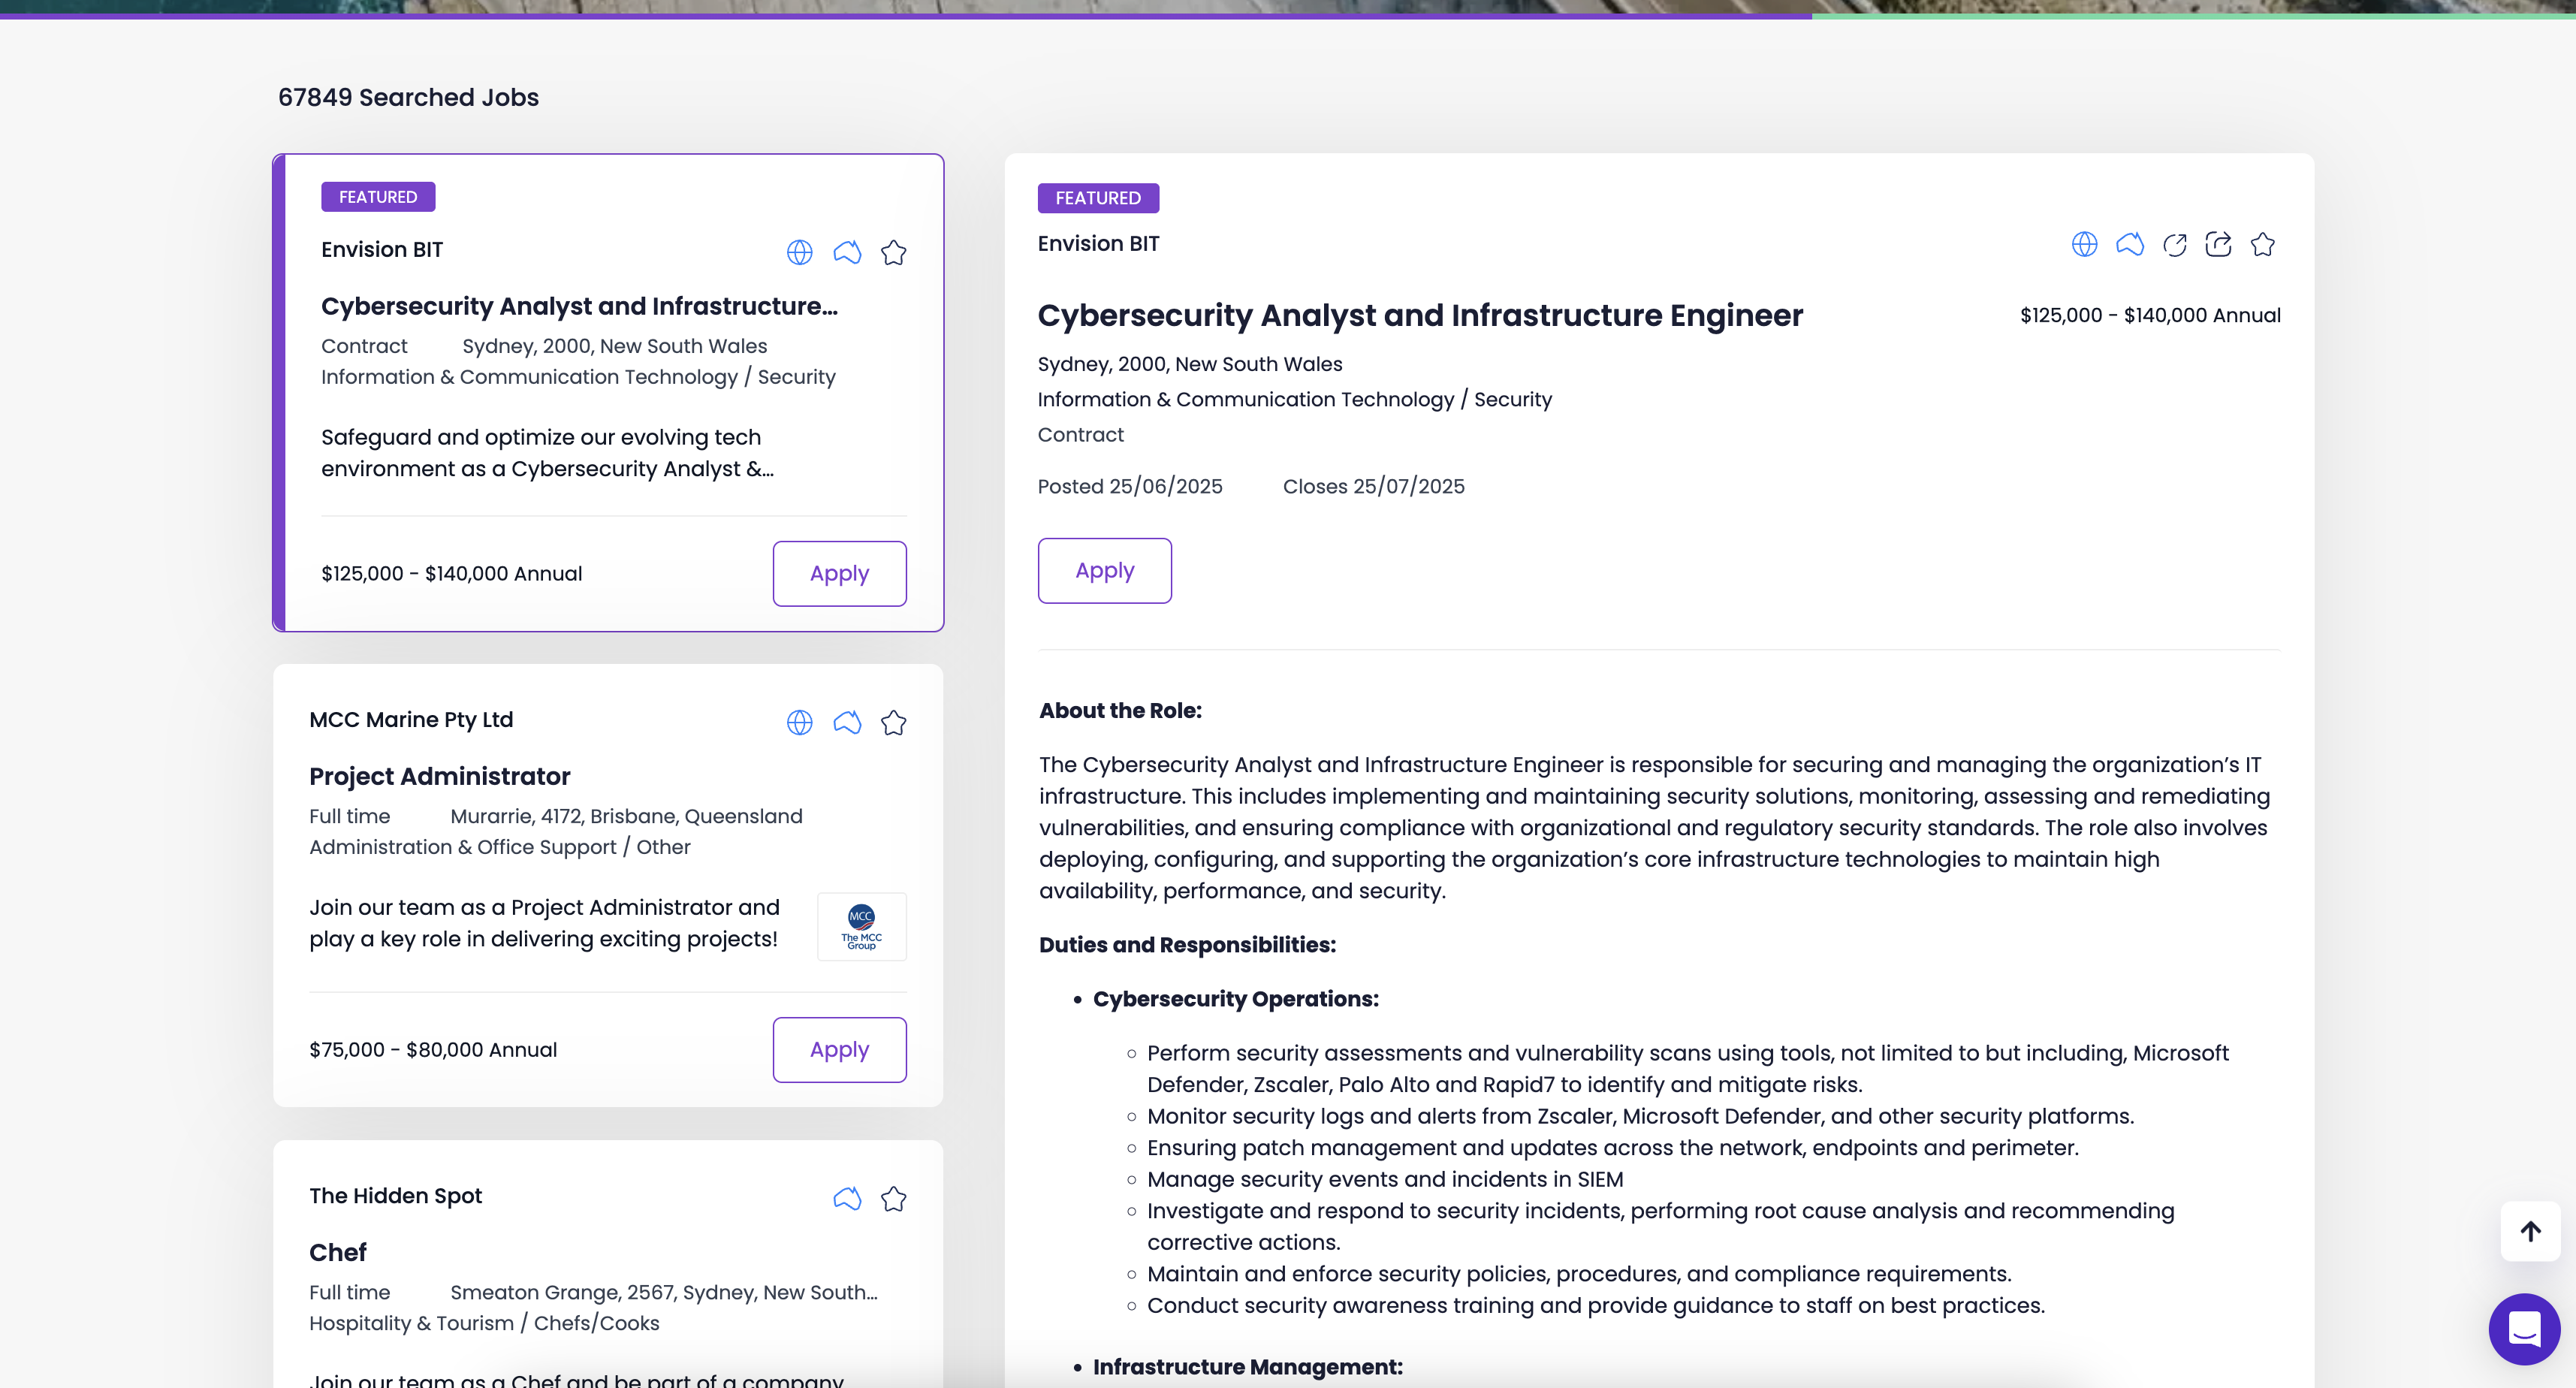 67849 Searched Jobs
FEATURED
Envision BIT
Cybersecurity Analyst and Infrastructure...
Contract Sydney, 2000, New South Wales
Information & Communication Technology / Security
Safeguard and optimize our evolving tech
environment as a Cybersecurity Analyst &...
$125,000 - $140,000 Annual Apply
MCC Marine Pty Ltd
Project Administrator
Full time Murarrie, 4172, Brisbane, Queensland
Administration & Office Support / Other
Join our team as a Project Administrator and
play a key role in delivering exciting projects!
MCC
The MCC
Group
$75,000 - $80,000 Annual Apply
The Hidden Spot
Chef
Full time Smeaton Grange, 2567, Sydney, New South...
Hospitality & Tourism / Chefs/Cooks
Join our team as a Chef and be part of a company
FEATURED
Envision BIT
Cybersecurity Analyst and Infrastructure Engineer $125,000 - $140,000 Annual
Sydney, 2000, New South Wales
Information & Communication Technology / Security
Contract
Posted 25/06/2025 Closes 25/07/2025
Apply
About the Role:
The Cybersecurity Analyst and Infrastructure Engineer is responsible for securing and managing the organization’s IT
infrastructure. This includes implementing and maintaining security solutions, monitoring, assessing and remediating
vulnerabilities, and ensuring compliance with organizational and regulatory security standards. The role also involves
deploying, configuring, and supporting the organization’s core infrastructure technologies to maintain high
availability, performance, and security.
Duties and Responsibilities:
• Cybersecurity Operations:
○ Perform security assessments and vulnerability scans using tools, not limited to but including, Microsoft
Defender, Zscaler, Palo Alto and Rapid7 to identify and mitigate risks.
○ Monitor security logs and alerts from Zscaler, Microsoft Defender, and other security platforms.
○ Ensuring patch management and updates across the network, endpoints and perimeter.
○ Manage security events and incidents in SIEM
○ Investigate and respond to security incidents, performing root cause analysis and recommending
corrective actions.
○ Maintain and enforce security policies, procedures, and compliance requirements.
○ Conduct security awareness training and provide guidance to staff on best practices.
• Infrastructure Management: